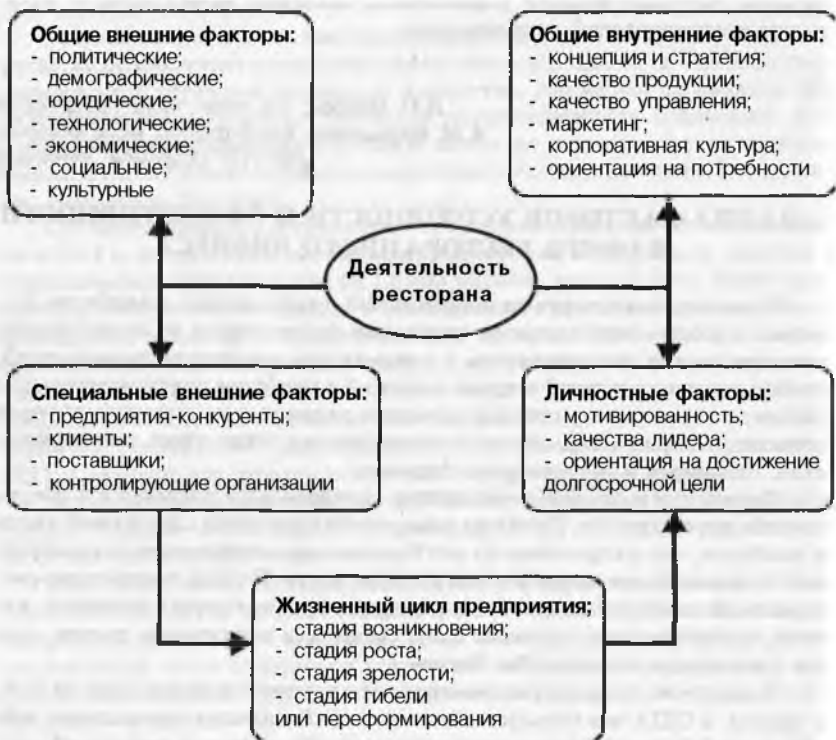 Общие внешние факторы:
- политические;
- демографические;
- юридические;
- технологические;
- экономические;
- социальные;
- культурные
Общие внутренние факторы:
- концепция и стратегия;
- качество продукции;
- качество управления;
- маркетинг;
- корпоративная культура;
- ориентация на потребности
Деятельность
ресторана
Специальные внешние факторы:
- предприятия-конкуренты;
- клиенты;
- поставщики;
- контролирующие организации
Личностные факторы:
- мотивированность;
- качества лидера;
- ориентация на достижение
долгосрочной цели
Жизненный цикл предприятия;
- стадия возникновения;
- стадия роста;
- стадия зрелости;
- стадия гибели
или переформирования